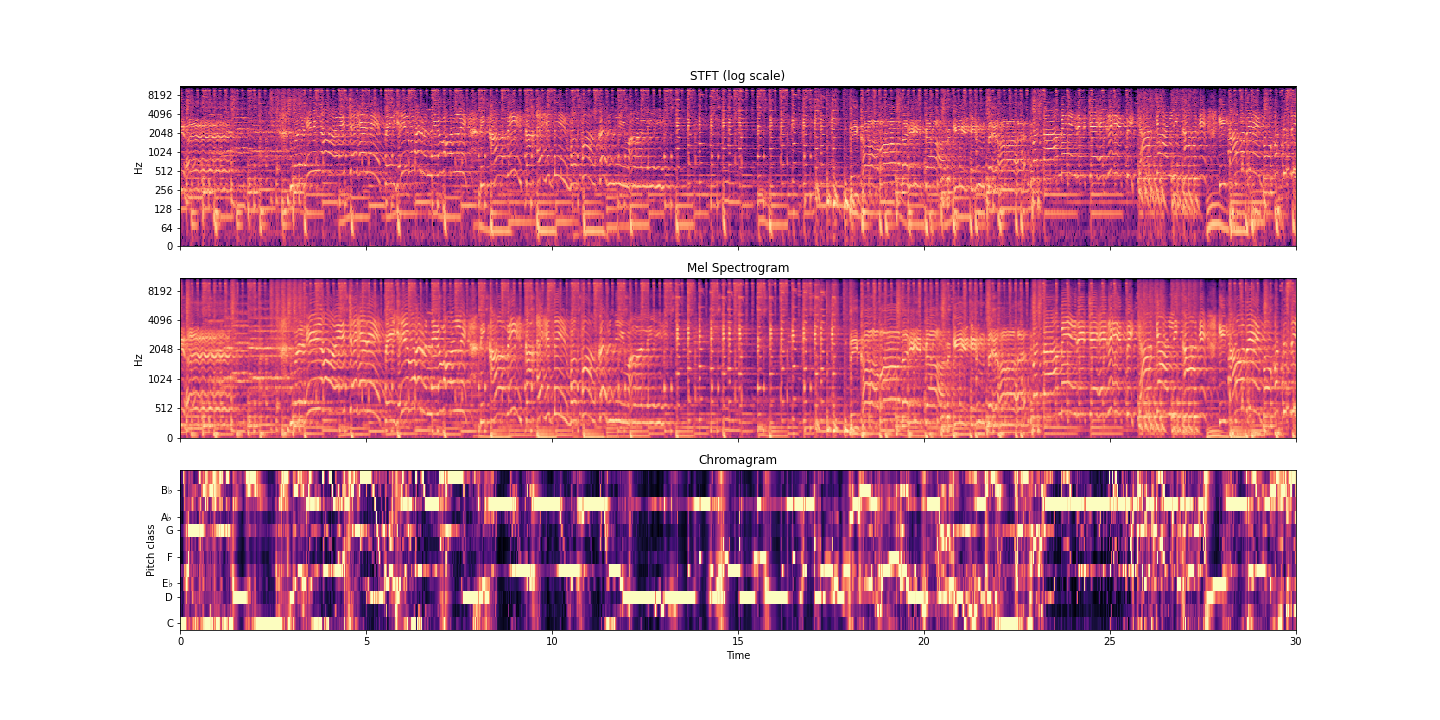 STFT (log scale)
8192
4096
2048
1024
512
256
128
64
0
Hz
Mel Spectrogram
8192
4096
2048
1024
512
0
Hz
Chromagram
B♭
A♭
G
F
E♭
D
C
Pitch class
0 5 10 15 20 25 30
Time